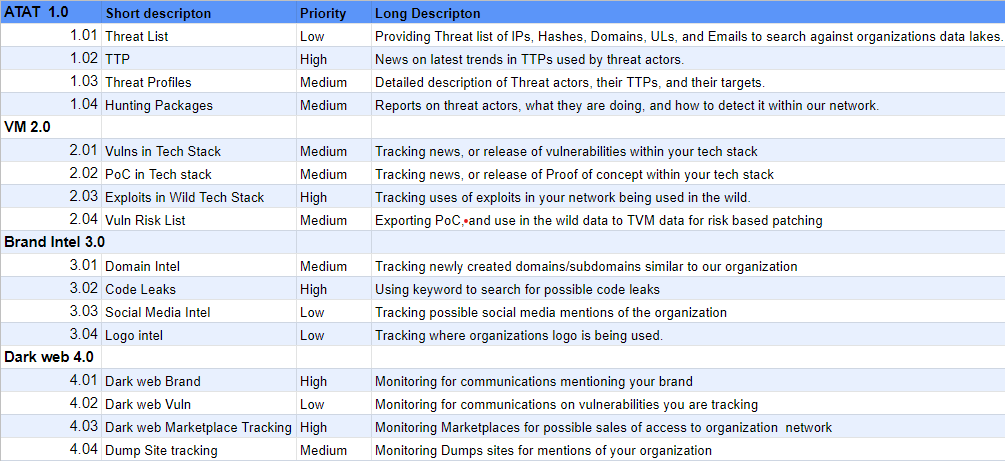 ATAT 1.0 Short descripton Priority Long Descripton
1.01 Threat List Low Providing Threat list of IPs, Hashes, Domains, ULs, and Emails to search against organizations data lakes.
1.02 TTP High News on latest trends in TTPs used by threat actors.
1.03 Threat Profiles Medium Detailed description of Threat actors, their TTPs, and their targets.
1.04 Hunting Packages Medium Reports on threat actors, what they are doing, and how to detect it within our network.
VM 2.0
2.01 Vulns in Tech Stack Medium Tracking news, or release of vulnerabilities within your tech stack
2.02 PoC in Tech stack Medium Tracking news, or release of Proof of concept within your tech stack
2.03 Exploits in Wild Tech Stack High Tracking uses of exploits in your network being used in the wild.
2.04 Vuln Risk List Medium Exporting PoC,•and use in the wild data to TVM data for risk based patching
Brand Intel 3.0
3.01 Domain Intel Medium Tracking newly created domains/subdomains similar to our organization
3.02 Code Leaks High Using keyword to search for possible code leaks
3.03 Social Media Intel Low Tracking possible social media mentions of the organization
3.04 Logo intel Low Tracking where organizations logo is being used.
Dark web 4.0
4.01 Dark web Brand High Monitoring for communications mentioning your brand
4.02 Dark web Vuln Low Monitoring for communications on vulnerabilities you are tracking
4.03 Dark web Marketplace Tracking High Monitoring Marketplaces for possible sales of access to organization network
4.04 Dump Site tracking Medium Monitoring Dumps sites for mentions of your organization